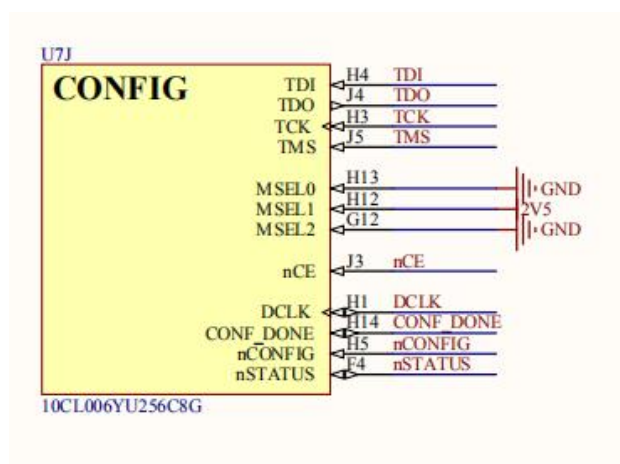 U7J
CONFIG
TDI H4 TDI
TDO J4 TDO
TCK H3 TCK
TMS J5 TMS
MSEL0 H13 GND
MSEL1 H12 2V5
MSEL2 G12 GND
nCE J3 nCE
DCLK H1 DCLK
CONF_DONE H14 CONF_DONE
nCONFIG H5 nCONFIG
nSTATUS F4 nSTATUS
10CL006YU256C8G